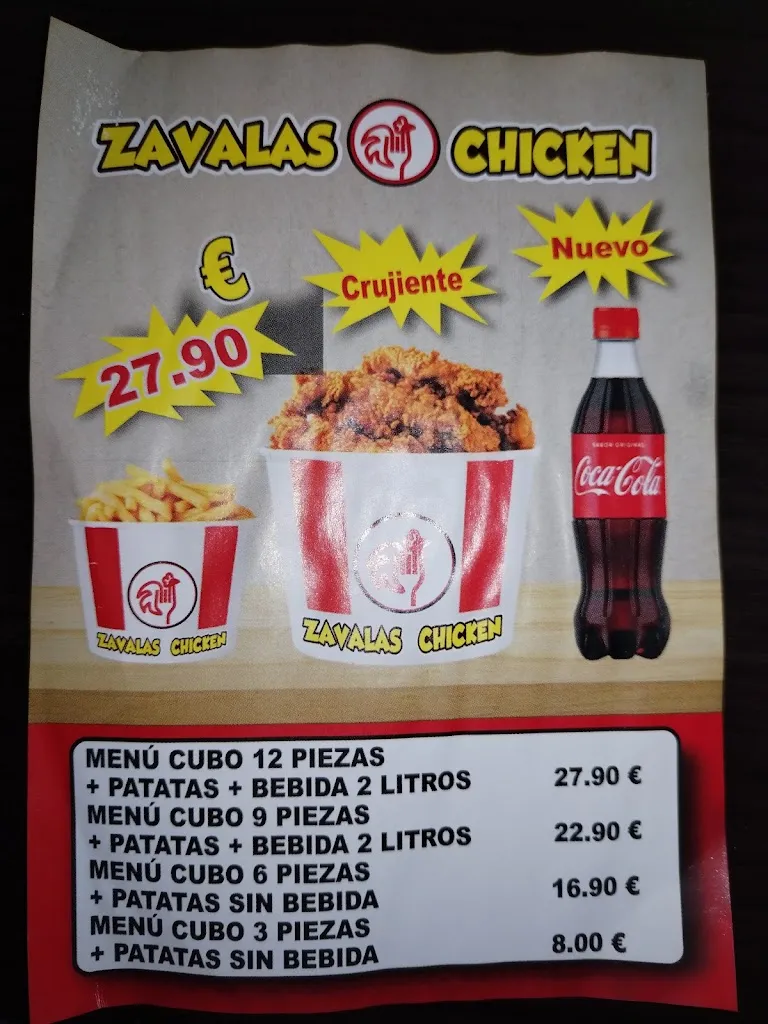 ZAVALAS CHICKEN
€
27.90
Crujiente
Nuevo
SABOR ORIGINAL
Coca-Cola
ZAVALAS CHICKEN
ZAVALAS CHICKEN
MENÚ CUBO 12 PIEZAS
+ PATATAS + BEBIDA 2 LITROS 27.90 €
MENÚ CUBO 9 PIEZAS
+ PATATAS + BEBIDA 2 LITROS 22.90 €
MENÚ CUBO 6 PIEZAS
+ PATATAS SIN BEBIDA 16.90 €
MENÚ CUBO 3 PIEZAS
+ PATATAS SIN BEBIDA 8.00 €